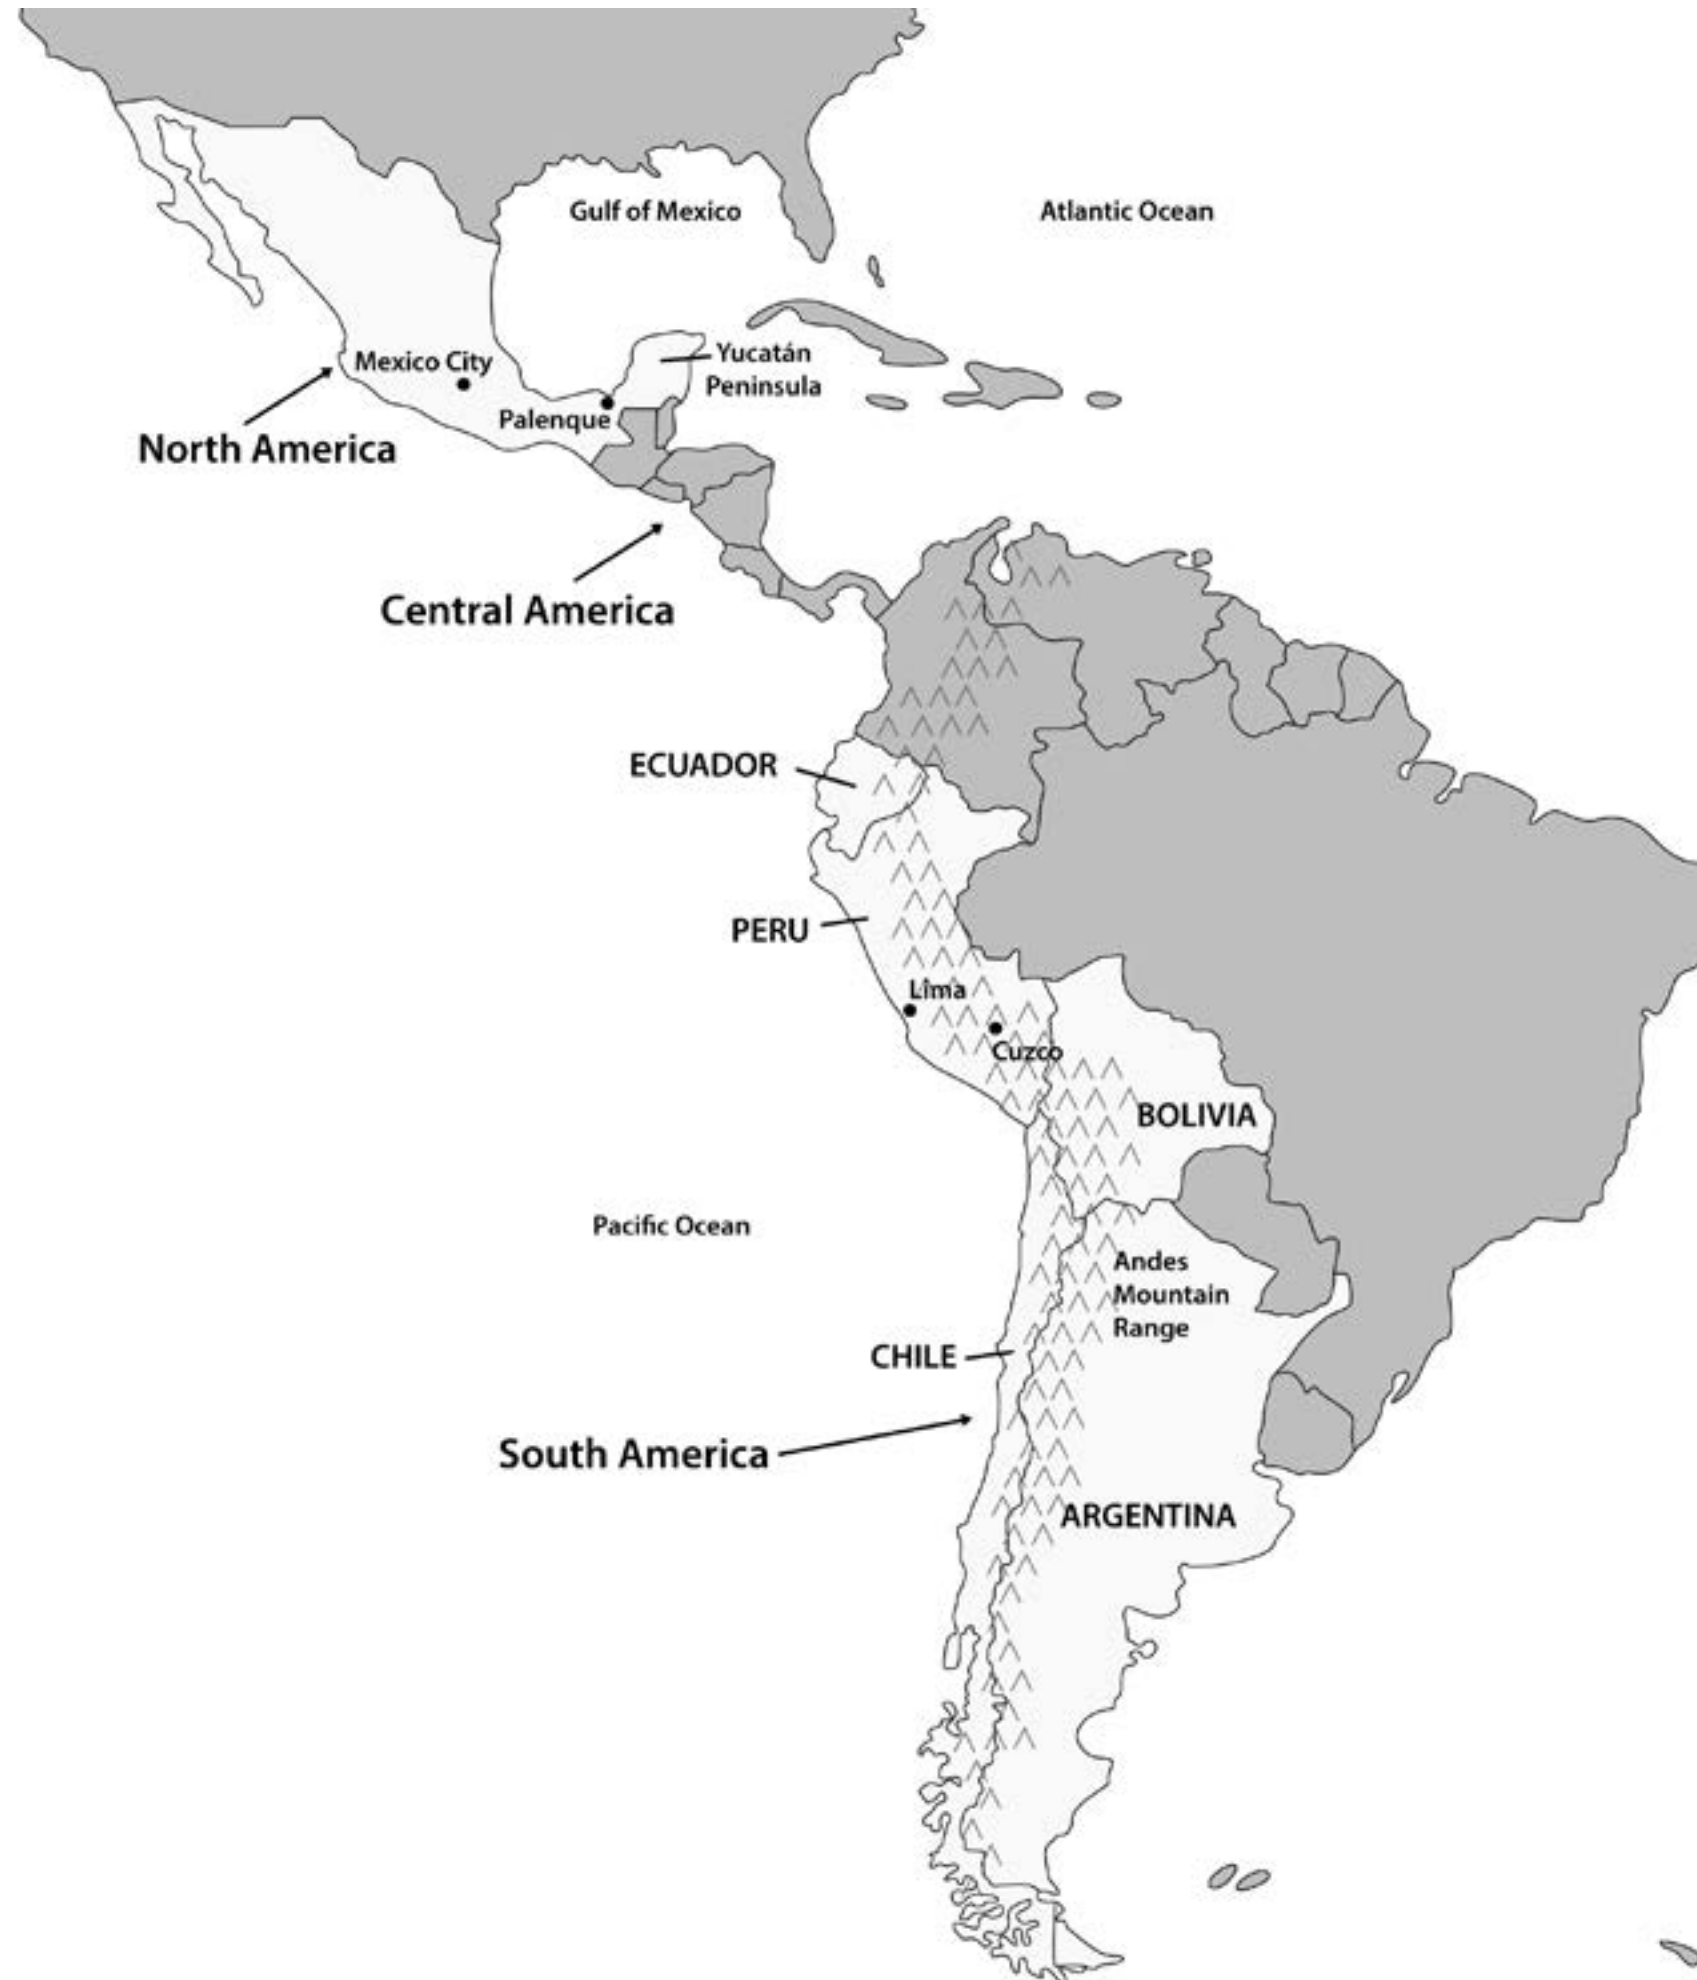 Gulf of Mexico
Atlantic Ocean
Mexico City
Yucatán
Peninsula
Palenque
North America
Central America
ECUADOR
PERU
Lima
Cuzco
BOLIVIA
Pacific Ocean
Andes
Mountain
Range
CHILE
South America
ARGENTINA